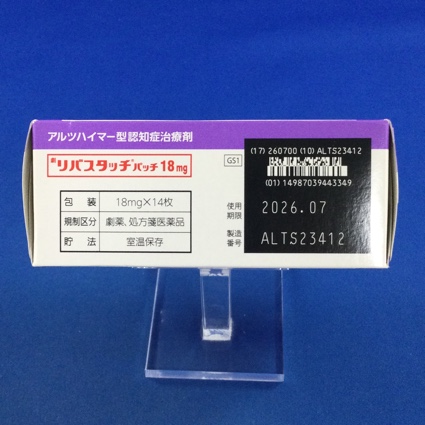 アルツハイマー型認知症治療剤
劇 リバスタッチ®パッチ18mg
包装 18mg×14枚
規制区分 劇薬、処方箋医薬品
貯法 室温保存
GS1
(17) 260700 (10) ALTS23412
(01) 14987039443349
使用期限 2026.07
製造番号 ALTS23412